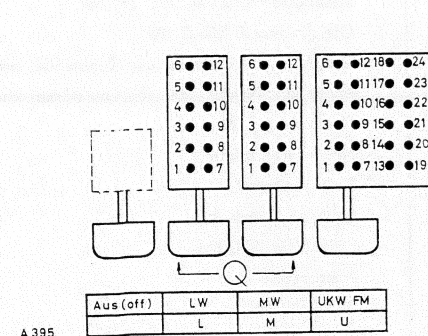 6 12 6 12 6 12 18 24
5 11 5 11 5 11 17 23
4 10 4 10 4 10 16 22
3 9 3 9 3 9 15 21
2 8 2 8 2 8 14 20
1 7 1 7 1 7 13 19
Aus (off) LW MW UKW FM
L M U
A 395